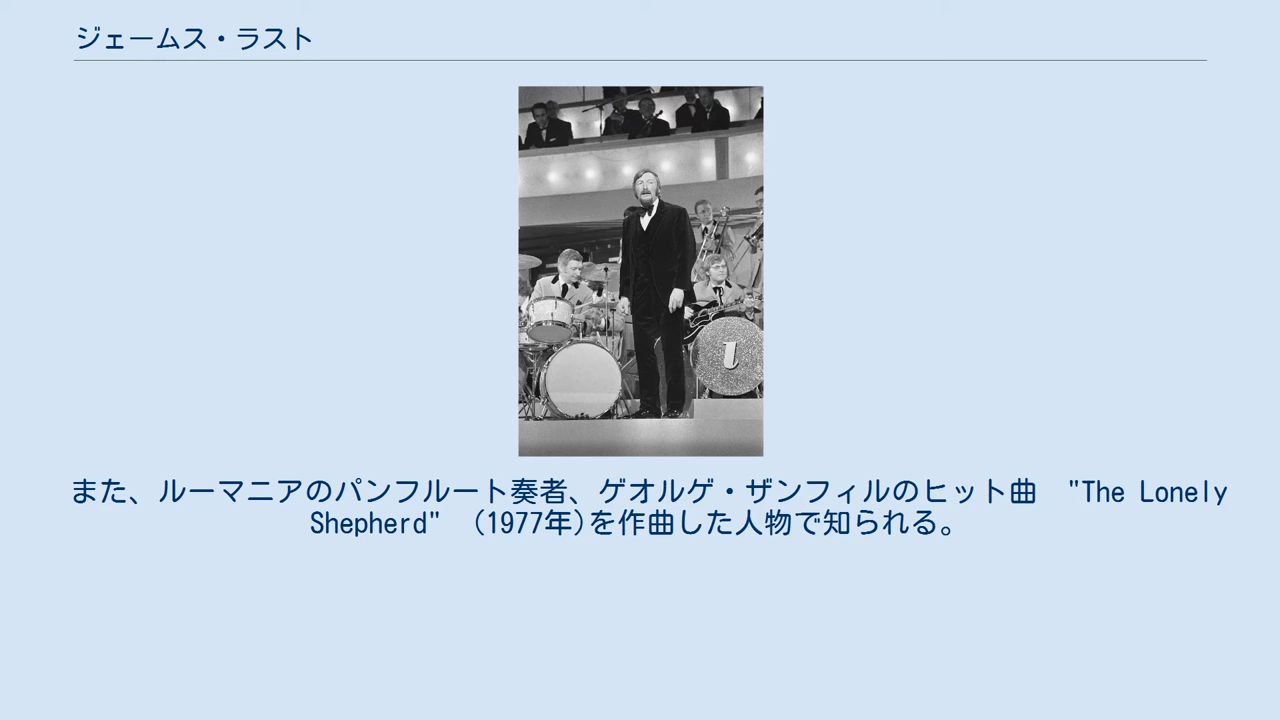 ジェームス・ラスト
l
また、ルーマニアのパンフルート奏者、ゲオルゲ・ザンフィルのヒット曲　"The Lonely
Shepherd"　(1977年)を作曲した人物で知られる。